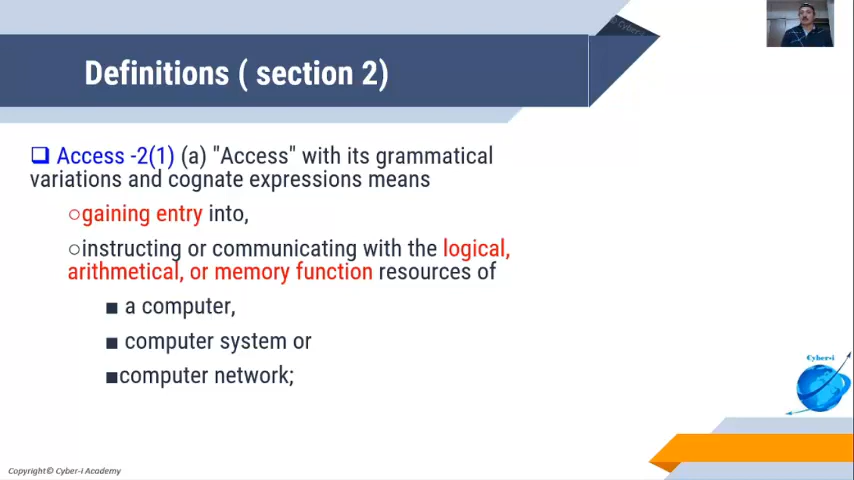 Cyber
Definitions ( section 2)
❑ Access -2(1) (a) "Access" with its grammatical
variations and cognate expressions means
○gaining entry into,
○instructing or communicating with the logical,
arithmetical, or memory function resources of
■ a computer,
■ computer system or
■computer network;
Cyber-i
Copyright© Cyber-i Academy